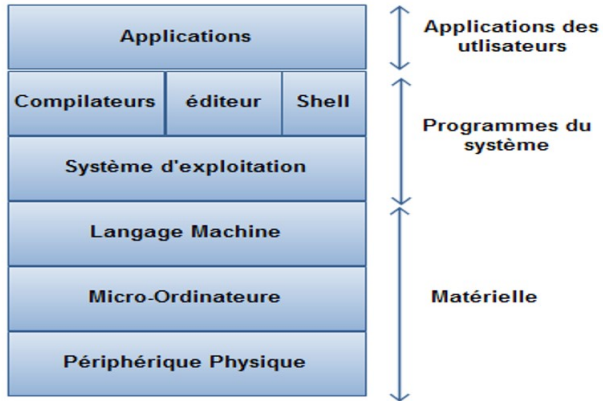 Applications
Applications des
utlisateurs
Compilateurs
éditeur
Shell
Programmes du
système
Système d'exploitation
Langage Machine
Micro-Ordinateure
Matérielle
Périphérique Physique